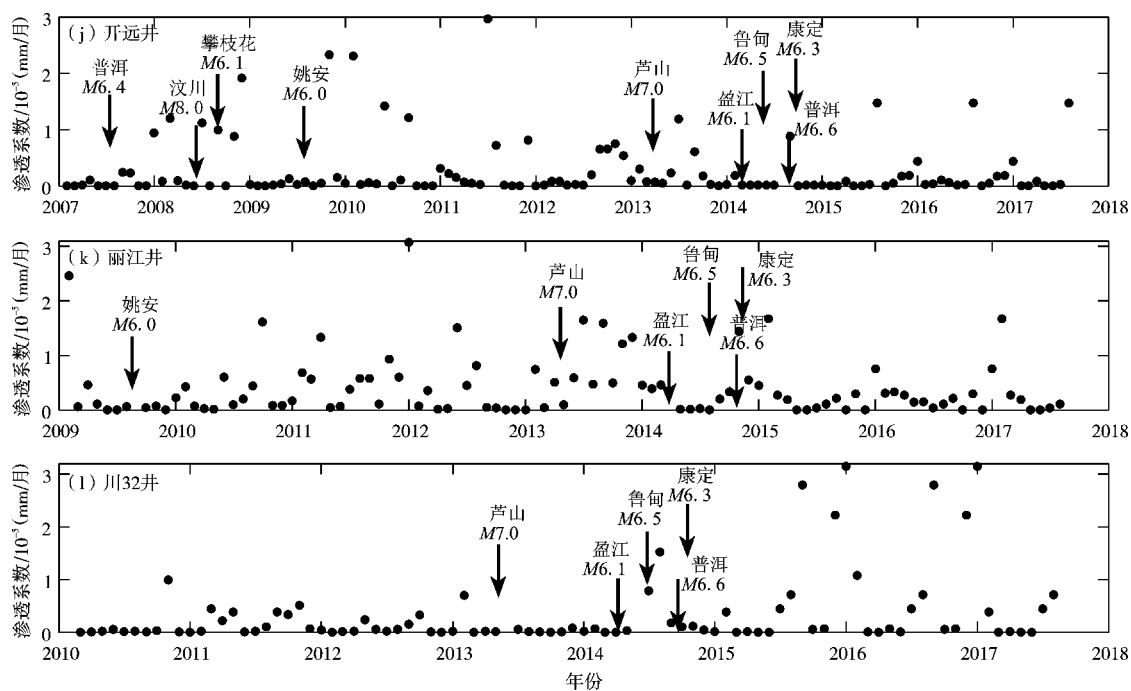 (j)开远井
渗透系数/10⁻⁵(mm/月)
3
2
1
0
普洱
M6.4
汶川
M8.0
攀枝花
M6.1
姚安
M6.0
芦山
M7.0
盈江
M6.1
鲁甸
M6.5
康定
M6.3
普洱
M6.6
2007 2008 2009 2010 2011 2012 2013 2014 2015 2016 2017 2018
(k)丽江井
渗透系数/10⁻⁵(mm/月)
3
2
1
0
姚安
M6.0
芦山
M7.0
盈江
M6.1
鲁甸
M6.5
康定
M6.3
普洱
M6.6
2009 2010 2011 2012 2013 2014 2015 2016 2017 2018
(l)川32井
渗透系数/10⁻⁵(mm/月)
3
2
1
0
芦山
M7.0
盈江
M6.1
鲁甸
M6.5
康定
M6.3
普洱
M6.6
2010 2011 2012 2013 2014 2015 2016 2017 2018
年份